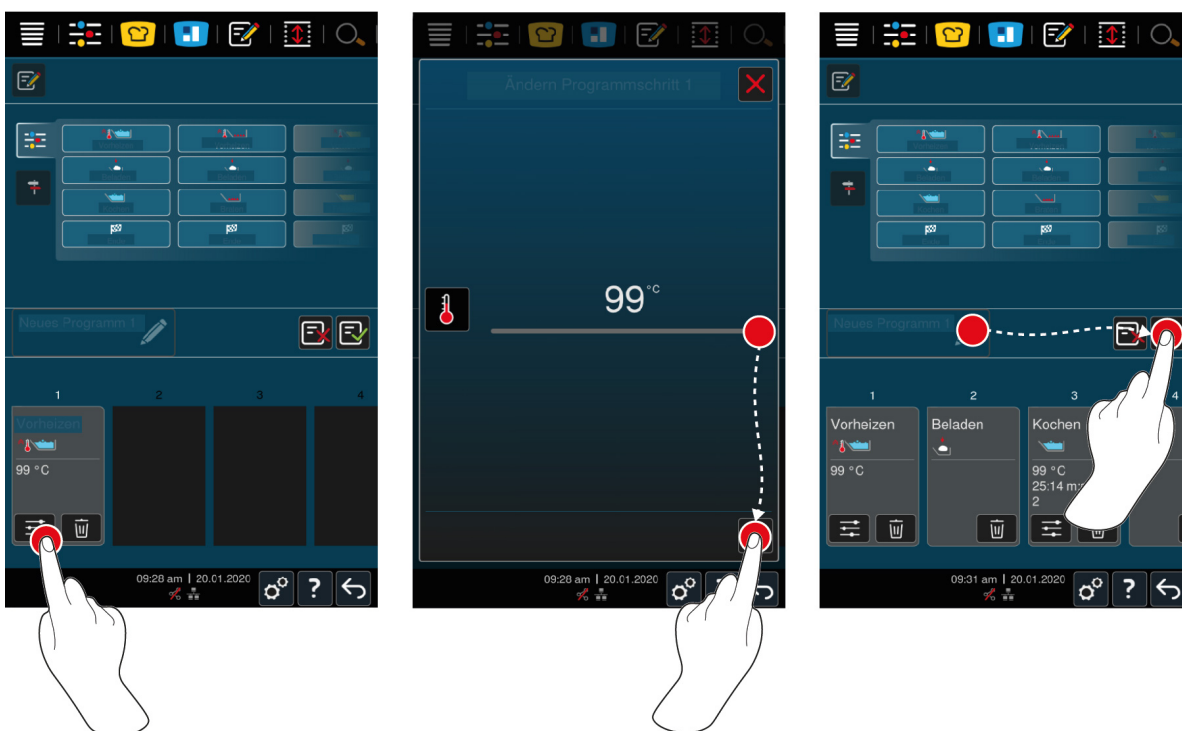 Neues Programm 1
1 2 3 4
Vorheizen
99 °C
09:28 am | 20.01.2020
?
Ändern Programmschritt 1
99 °C
09:28 am | 20.01.2020
Neues Programm 1
1 2 3 4
Vorheizen Beladen Kochen
99 °C 99 °C
25:14
2
09:31 am | 20.01.2020
?